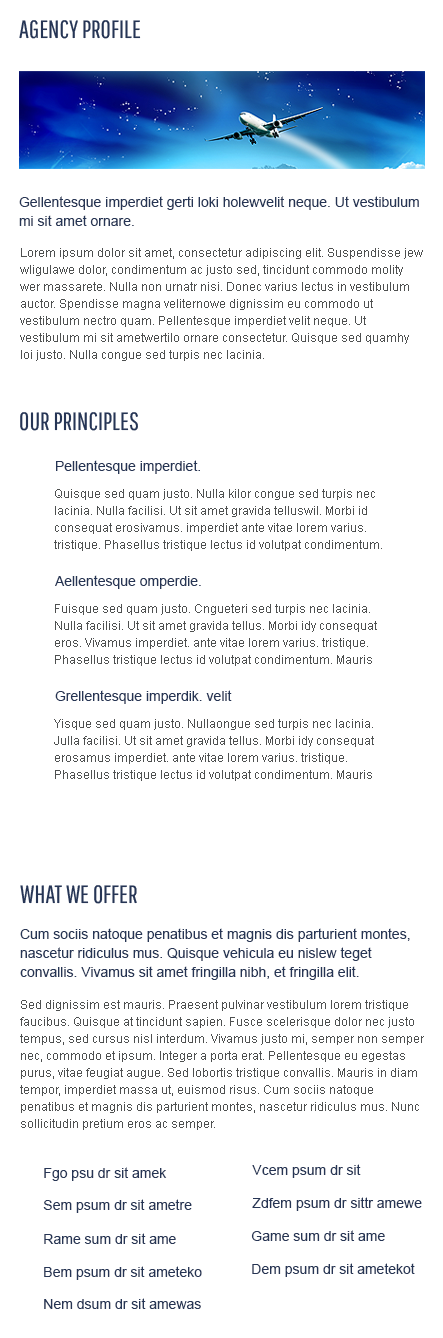 AGENCY PROFILE
Gellentesque imperdiet gerti loki holewvelit neque. Ut vestibulum
mi sit amet ornare.
Lorem ipsum dolor sit amet, consectetur adipiscing elit. Suspendisse jew
wligulawe dolor, condimentum ac justo sed, tincidunt commodo molity
wer massarete. Nulla non urnatr nisi. Donec varius lectus in vestibulum
auctor. Spendisse magna veliternowe dignissim eu commodo ut
vestibulum nectro quam. Pellentesque imperdiet velit neque. Ut
vestibulum mi sit ametwertilo ornare consectetur. Quisque sed quamhy
loi justo. Nulla congue sed turpis nec lacinia.
OUR PRINCIPLES
Pellentesque imperdiet.
Quisque sed quam justo. Nulla kilor congue sed turpis nec
lacinia. Nulla facilisi. Ut sit amet gravida telluswil. Morbi id
consequat erosivamus. imperdiet ante vitae lorem varius.
tristique. Phasellus tristique lectus id volutpat condimentum.
Aellentesque omperdie.
Fuisque sed quam justo. Cngueteri sed turpis nec lacinia.
Nulla facilisi. Ut sit amet gravida tellus. Morbi idy consequat
eros. Vivamus imperdiet. ante vitae lorem varius. tristique.
Phasellus tristique lectus id volutpat condimentum. Mauris
Grellentesque imperdik. velit
Yisque sed quam justo. Nullaongue sed turpis nec lacinia.
Julla facilisi. Ut sit amet gravida tellus. Morbi idy consequat
erosamus imperdiet. ante vitae lorem varius. tristique.
Phasellus tristique lectus id volutpat condimentum. Mauris
WHAT WE OFFER
Cum sociis natoque penatibus et magnis dis parturient montes,
nascetur ridiculus mus. Quisque vehicula eu nislew teget
convallis. Vivamus sit amet fringilla nibh, et fringilla elit.
Sed dignissim est mauris. Praesent pulvinar vestibulum lorem tristique
faucibus. Quisque at tincidunt sapien. Fusce scelerisque dolor nec justo
tempus, sed cursus nisl interdum. Vivamus justo mi, semper non semper
nec, commodo et ipsum. Integer a porta erat. Pellentesque eu egestas
purus, vitae feugiat augue. Sed lobortis tristique convallis. Mauris in diam
tempor, imperdiet massa ut, euismod risus. Cum sociis natoque
penatibus et magnis dis parturient montes, nascetur ridiculus mus. Nunc
sollicitudin pretium eros ac semper.
Fgo psu dr sit amek
Sem psum dr sit ametre
Rame sum dr sit ame
Bem psum dr sit ameteko
Nem dsum dr sit amewas
Vcem psum dr sit
Zdfem psum dr sittr amewe
Game sum dr sit ame
Dem psum dr sit ametekot